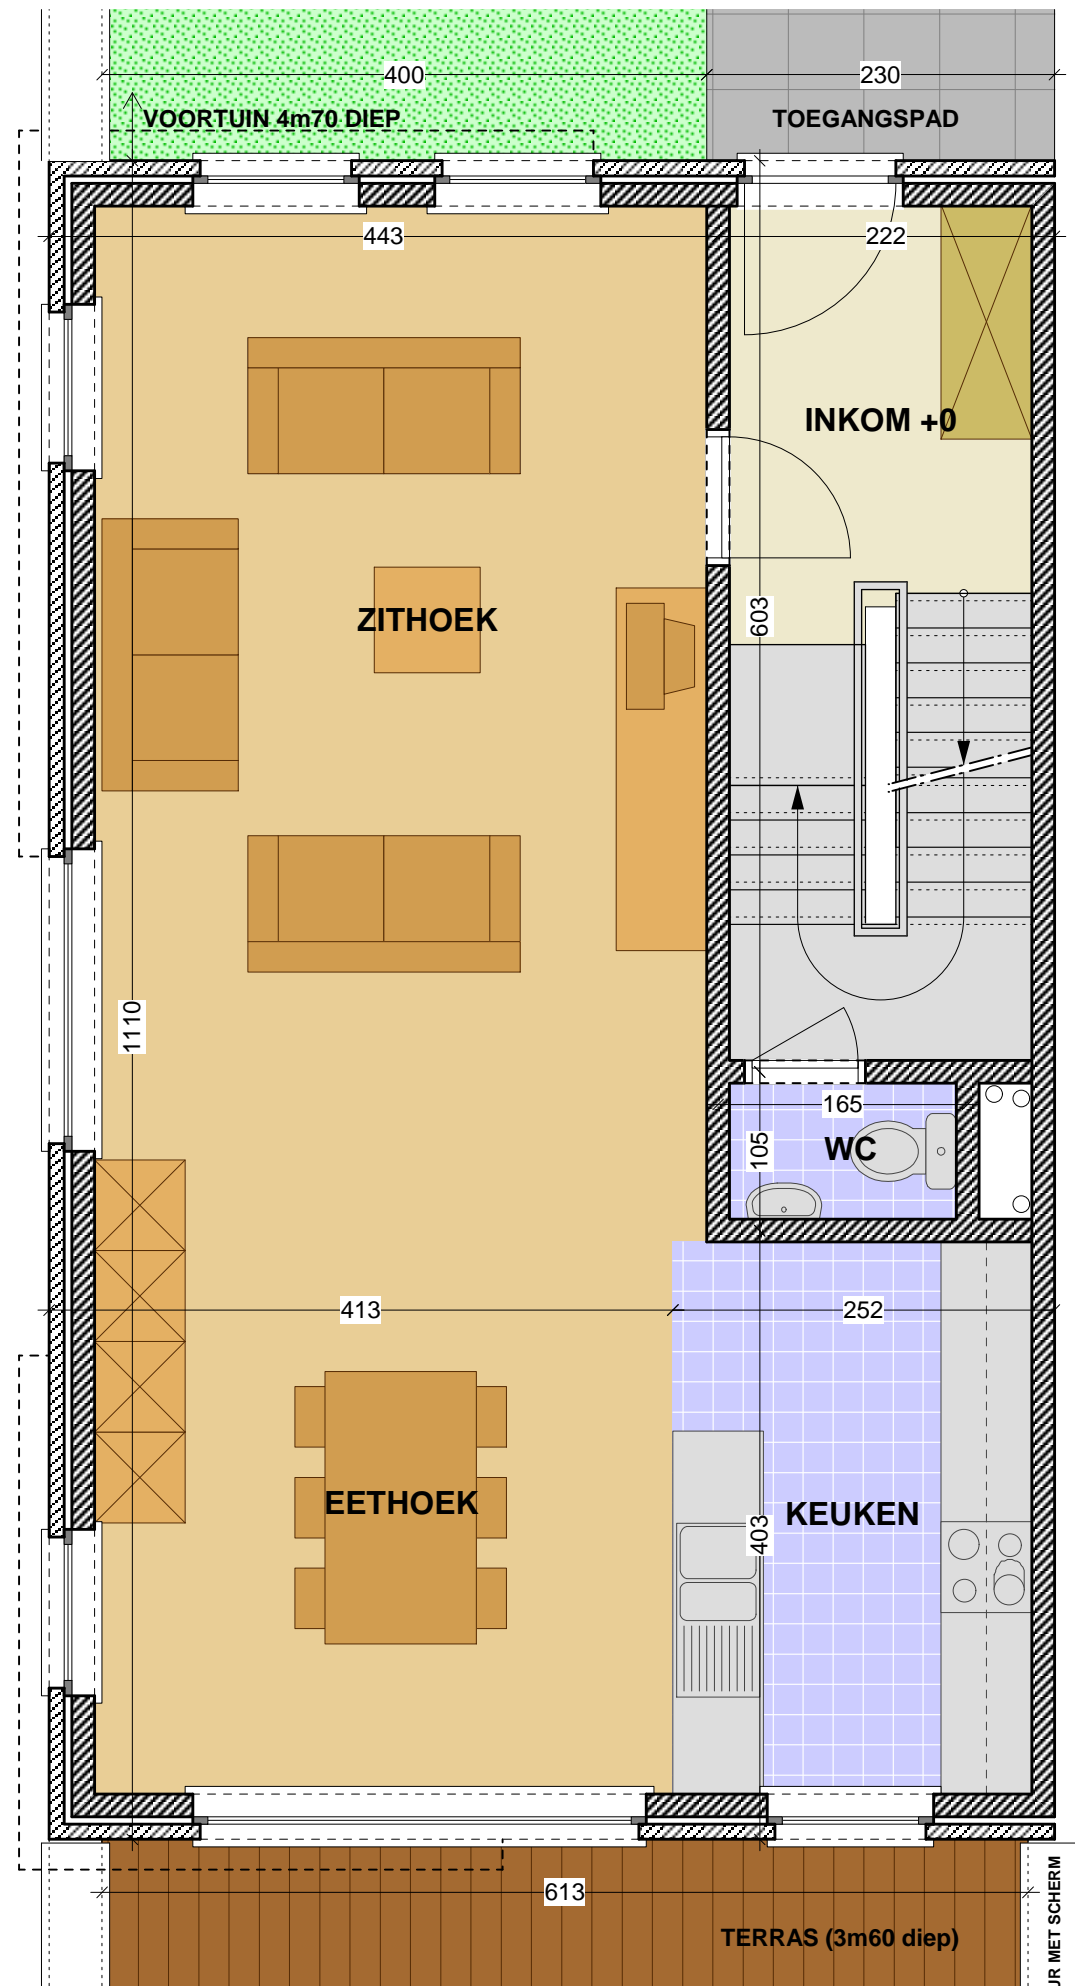 400
230
VOORTUIN 4m70 DIEP
TOEGANGSPAD
443
222
INKOM +0
ZITHOEK
603
1110
165
WC
105
413
252
EETHOEK
KEUKEN
403
613
TERRAS (3m60 diep)
MET SCHERM